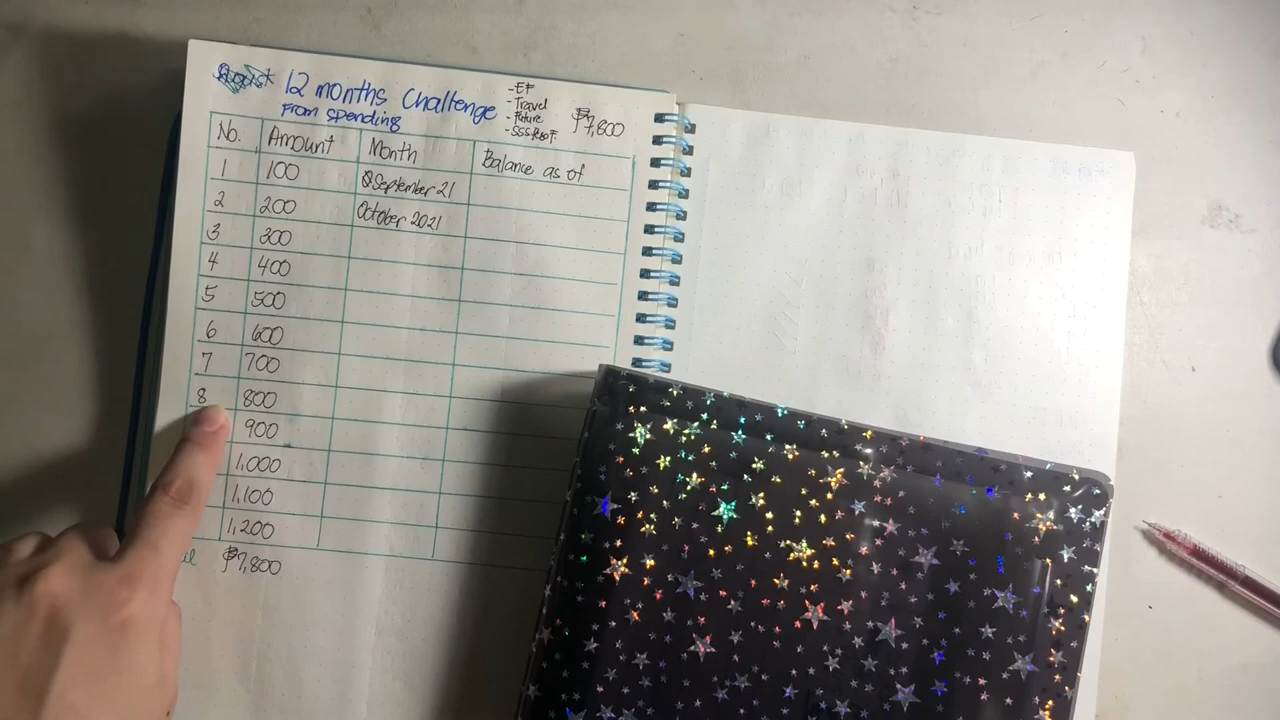 August 12 months Challenge
From spending
- EF
- Travel
- Future
- SSS
₱7,800
No. Amount Month Balance as of
1 100 September 21
2 200 October 2021
3 300
4 400
5 500
6 600
7 700
8 800
900
1,000
1,100
1,200
₱7,800